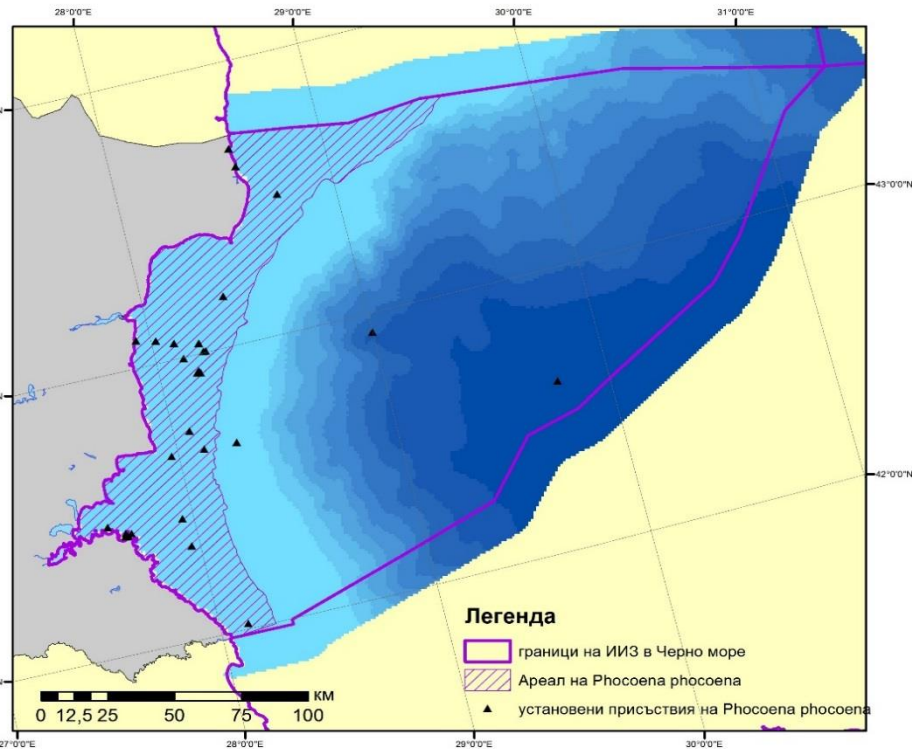 28°0'0"E 29°0'0"E 30°0'0"E 31°0'0"E
43°0'0"N
42°0'0"N
Легенда
граници на ИИЗ в Черно море
Ареал на Phocoena phocoena
установени присъствия на Phocoena phocoena
км
0 12,5 25 50 75 100
27°0'0"E 28°0'0"E 29°0'0"E 30°0'0"E